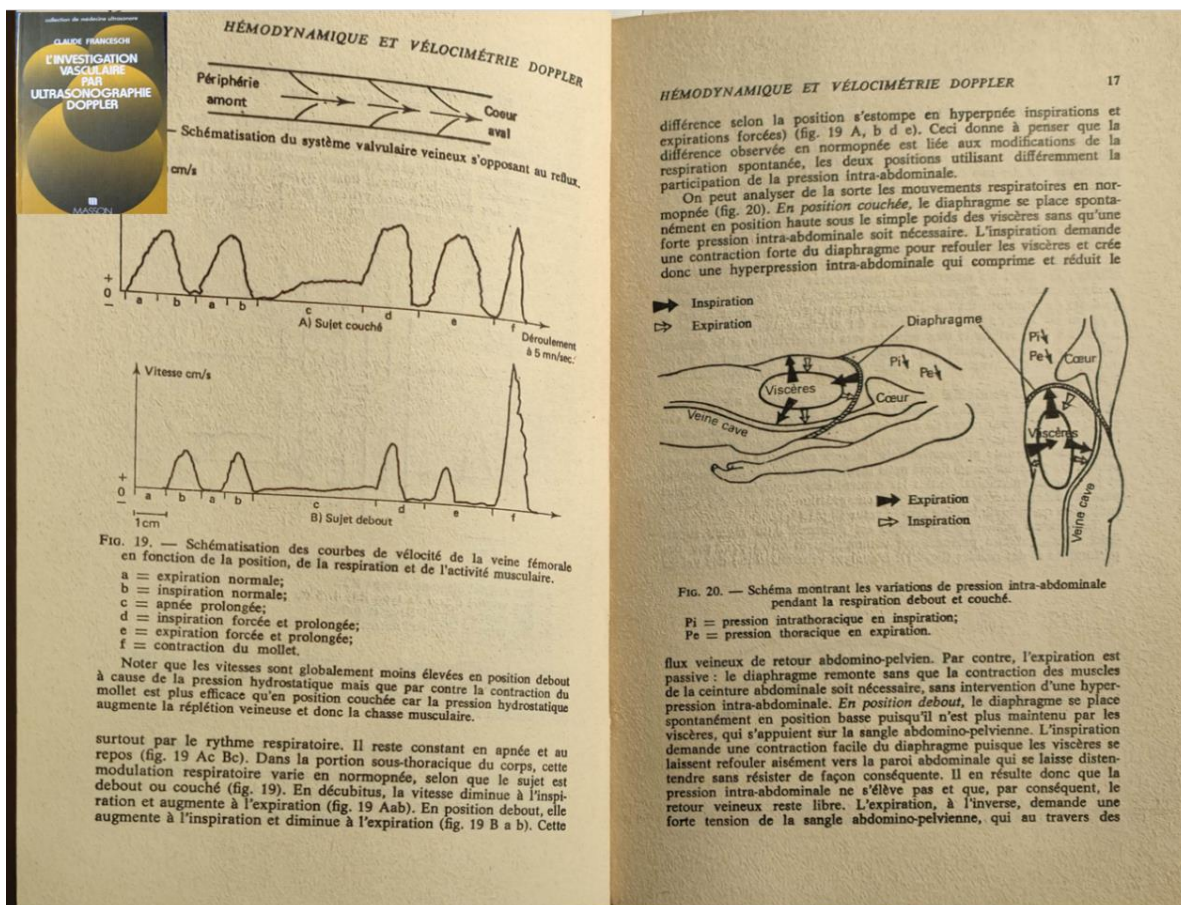 collection de médecine ultrasonore
CLAUDE FRANCESCHI
L'INVESTIGATION
VASCULAIRE
PAR
ULTRASONOGRAPHIE
DOPPLER
MASSON
HÉMODYNAMIQUE ET VÉLOCIMÉTRIE DOPPLER
Périphérie
amont
Coeur
aval
— Schématisation du système valvulaire veineux s'opposant au reflux.
cm/s
+
0
−
a b a b c d e f
A) Sujet couché
Déroulement
à 5 mn/sec.
Vitesse cm/s
+
0
a b a b c d e f
B) Sujet debout
1cm
FIG. 19. — Schématisation des courbes de vélocité de la veine fémorale
en fonction de la position, de la respiration et de l'activité musculaire.
a = expiration normale;
b = inspiration normale;
c = apnée prolongée;
d = inspiration forcée et prolongée;
e = expiration forcée et prolongée;
f = contraction du mollet.
Noter que les vitesses sont globalement moins élevées en position debout
à cause de la pression hydrostatique mais que par contre la contraction du
mollet est plus efficace qu'en position couchée car la pression hydrostatique
augmente la réplétion veineuse et donc la chasse musculaire.
surtout par le rythme respiratoire. Il reste constant en apnée et au
repos (fig. 19 Ac Bc). Dans la portion sous-thoracique du corps, cette
modulation respiratoire varie en normopnée, selon que le sujet est
debout ou couché (fig. 19). En décubitus, la vitesse diminue à l'inspi-
ration et augmente à l'expiration (fig. 19 Aab). En position debout, elle
augmente à l'inspiration et diminue à l'expiration (fig. 19 B a b). Cette
HÉMODYNAMIQUE ET VÉLOCIMÉTRIE DOPPLER 17
différence selon la position s'estompe en hyperpnée inspirations et
expirations forcées) (fig. 19 A, b d e). Ceci donne à penser que la
différence observée en normopnée est liée aux modifications de la
respiration spontanée, les deux positions utilisant différemment la
participation de la pression intra-abdominale.
On peut analyser de la sorte les mouvements respiratoires en nor-
mopnée (fig. 20). En position couchée, le diaphragme se place sponta-
nément en position haute sous le simple poids des viscères sans qu'une
forte pression intra-abdominale soit nécessaire. L'inspiration demande
une contraction forte du diaphragme pour refouler les viscères et crée
donc une hyperpression intra-abdominale qui comprime et réduit le
Inspiration
Expiration
Diaphragme
Pi
Pe
Viscères
Cœur
Veine cave
Pi
Pe
Cœur
Viscères
Veine cave
Expiration
Inspiration
FIG. 20. — Schéma montrant les variations de pression intra-abdominale
pendant la respiration debout et couché.
Pi = pression intrathoracique en inspiration;
Pe = pression thoracique en expiration.
flux veineux de retour abdomino-pelvien. Par contre, l'expiration est
passive : le diaphragme remonte sans que la contraction des muscles
de la ceinture abdominale soit nécessaire, sans intervention d'une hyper-
pression intra-abdominale. En position debout, le diaphragme se place
spontanément en position basse puisqu'il n'est plus maintenu par les
viscères, qui s'appuient sur la sangle abdomino-pelvienne. L'inspiration
demande une contraction facile du diaphragme puisque les viscères se
laissent refouler aisément vers la paroi abdominale qui se laisse disten-
tendre sans résister de façon conséquente. Il en résulte donc que la
pression intra-abdominale ne s'élève pas et que, par conséquent, le
retour veineux reste libre. L'expiration, à l'inverse, demande une
forte tension de la sangle abdomino-pelvienne, qui au travers des